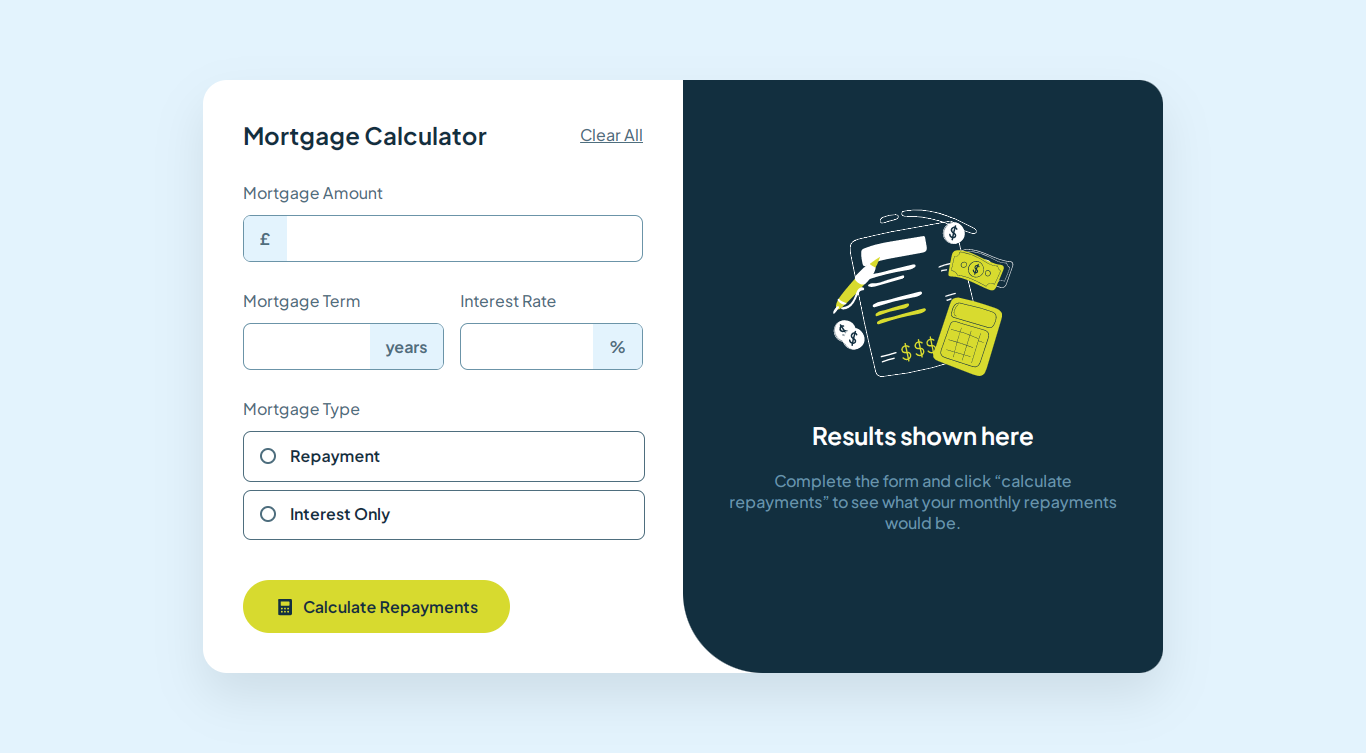 Mortgage Calculator
Clear All
Mortgage Amount
£
Mortgage Term
Interest Rate
years
%
Mortgage Type
Repayment
Interest Only
Calculate Repayments
$
$
$
$
$$$
Results shown here
Complete the form and click “calculate
repayments” to see what your monthly repayments
would be.